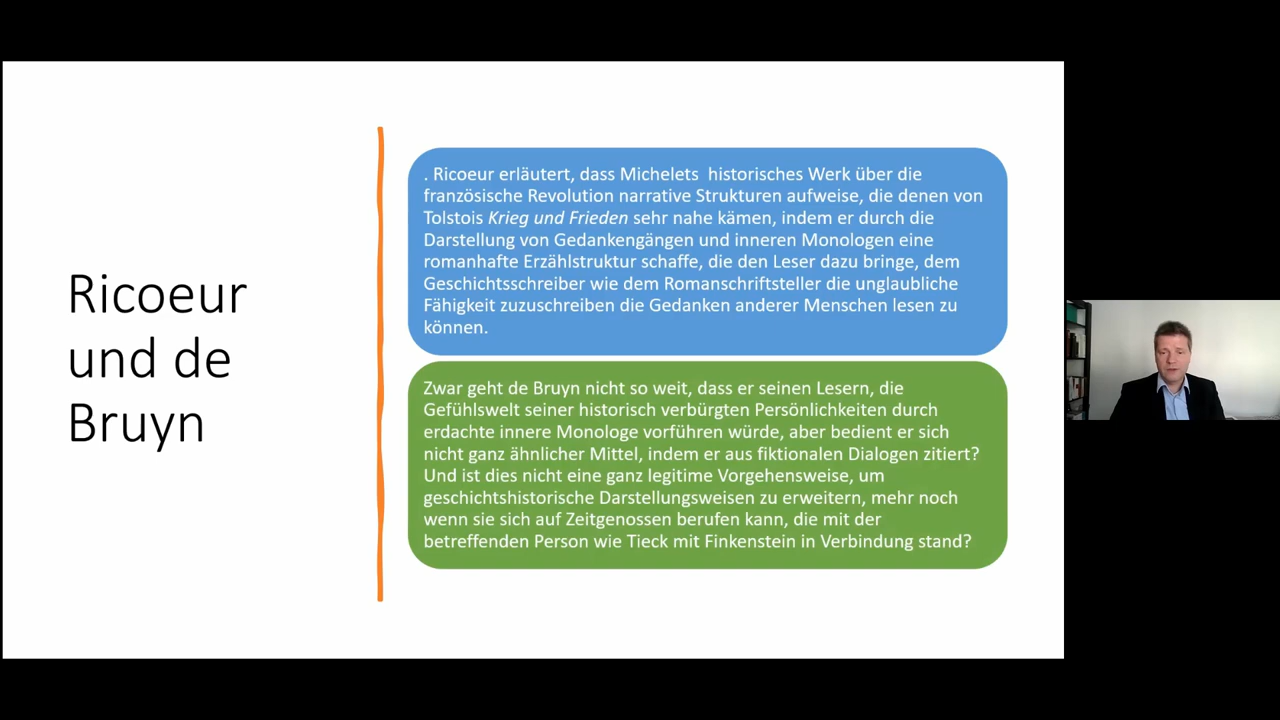 Ricoeur
und de
Bruyn
. Ricoeur erläutert, dass Michelets  historisches Werk über die
französische Revolution narrative Strukturen aufweise, die denen von
Tolstois Krieg und Frieden sehr nahe kämen, indem er durch die
Darstellung von Gedankengängen und inneren Monologen eine
romanhafte Erzählstruktur schaffe, die den Leser dazu bringe, dem
Geschichtsschreiber wie dem Romanschriftsteller die unglaubliche
Fähigkeit zuzuschreiben die Gedanken anderer Menschen lesen zu
können.
Zwar geht de Bruyn nicht so weit, dass er seinen Lesern, die
Gefühlswelt seiner historisch verbürgten Persönlichkeiten durch
erdachte innere Monologe vorführen würde, aber bedient er sich
nicht ganz ähnlicher Mittel, indem er aus fiktionalen Dialogen zitiert?
Und ist dies nicht eine ganz legitime Vorgehensweise, um
geschichtshistorische Darstellungsweisen zu erweitern, mehr noch
wenn sie sich auf Zeitgenossen berufen kann, die mit der
betreffenden Person wie Tieck mit Finkenstein in Verbindung stand?